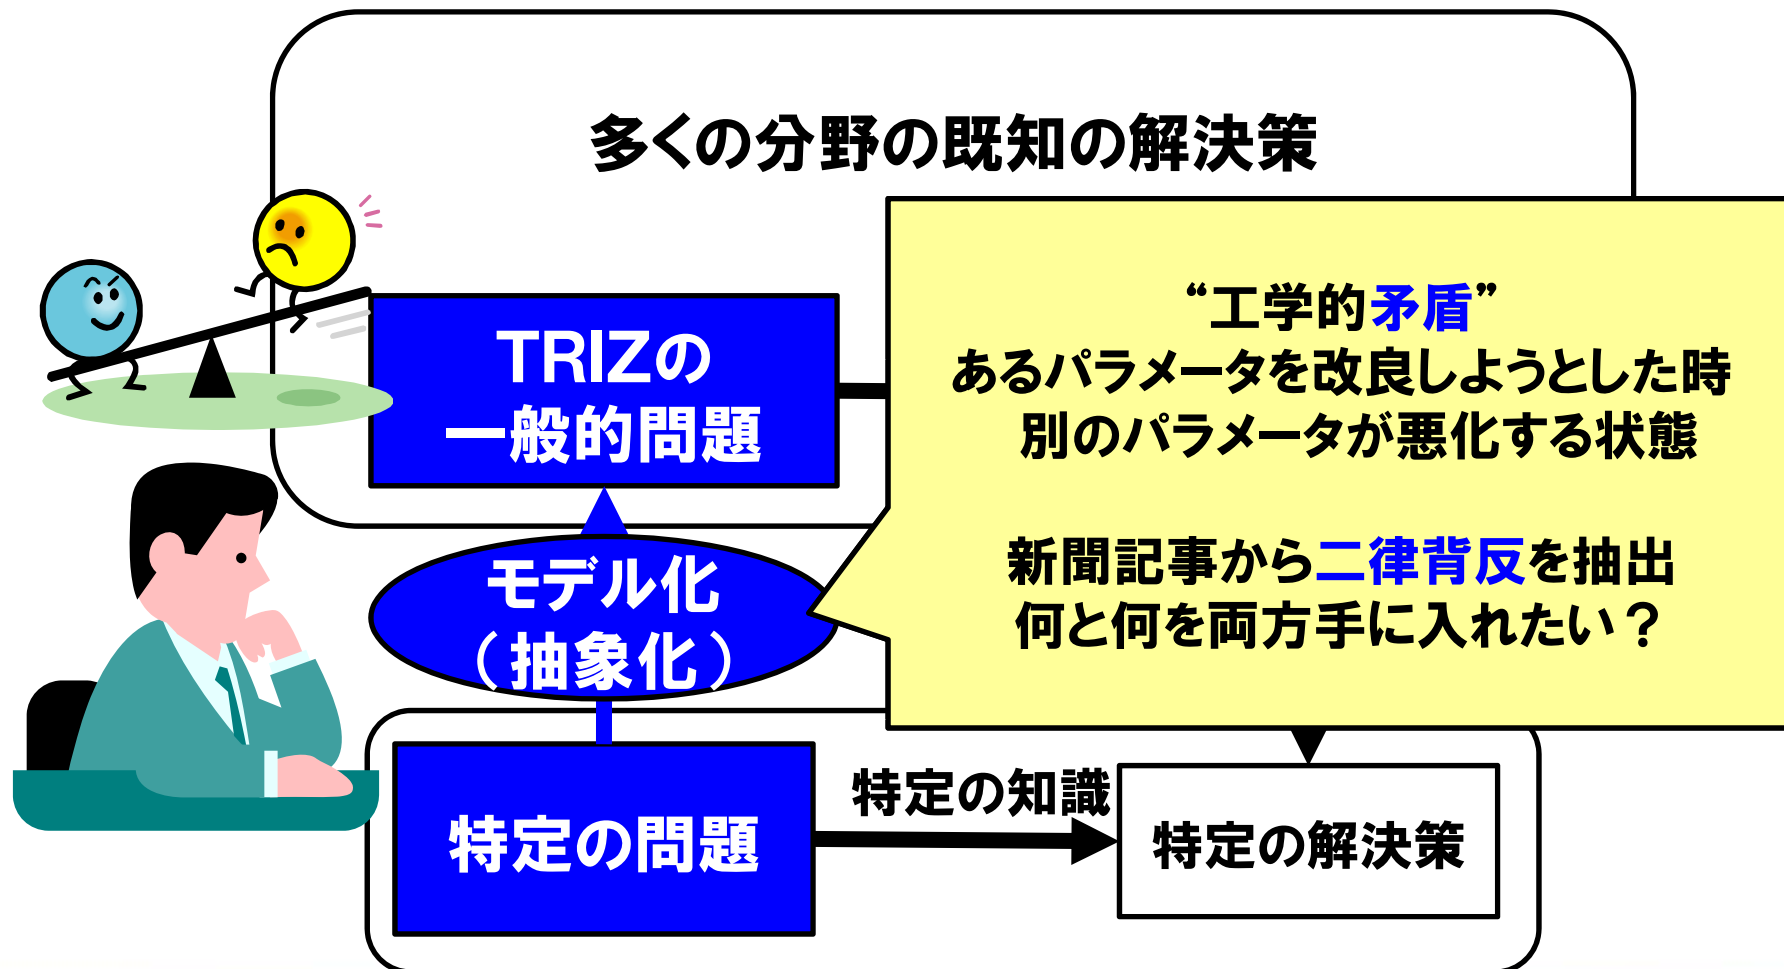 多くの分野の既知の解決策
TRIZの
一般的問題
“工学的矛盾”
あるパラメータを改良しようとした時
別のパラメータが悪化する状態
新聞記事から二律背反を抽出
何と何を両方手に入れたい？
モデル化
（抽象化）
特定の知識
特定の問題
特定の解決策